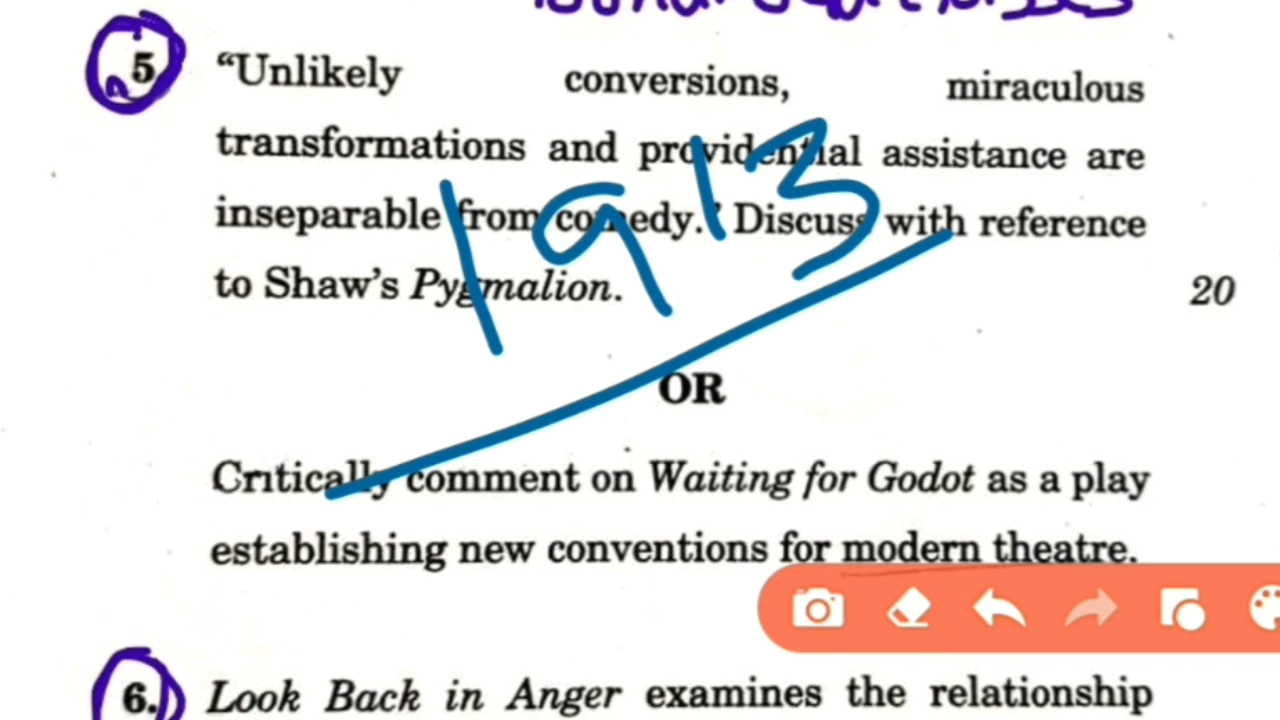 5
“Unlikely conversions, miraculous
transformations and providential assistance are
inseparable from comedy.” Discuss with reference
to Shaw’s Pygmalion. 20
1913
OR
Critically comment on Waiting for Godot as a play
establishing new conventions for modern theatre.
6. Look Back in Anger examines the relationship